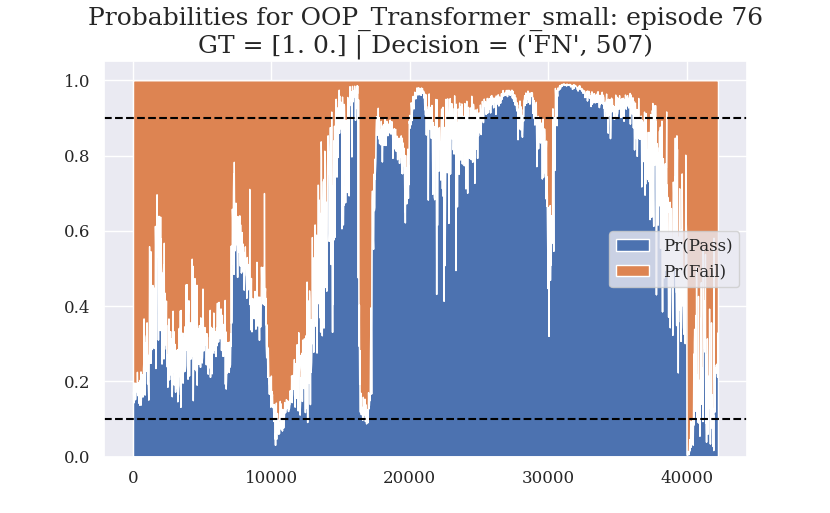 Probabilities for OOP_Transformer_small: episode 76
GT = [1. 0.] | Decision = ('FN', 507)
1.0
0.8
0.6
0.4
0.2
0.0
Pr(Pass)
Pr(Fail)
0 10000 20000 30000 40000